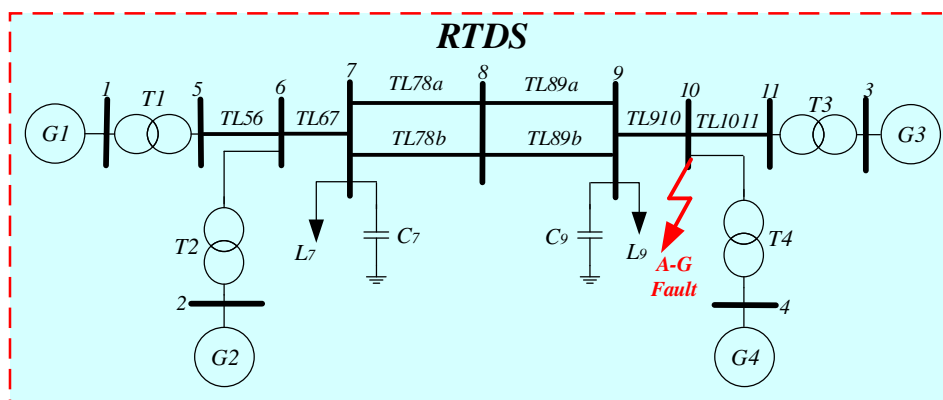 RTDS
7
TL78a
8
TL89a
9
10
11
3
1
T1
5
6
TL56
TL67
TL78b
TL89b
TL910
TL1011
T3
G1
G3
L7
C7
C9
L9
T2
T4
A-G
Fault
2
4
G2
G4